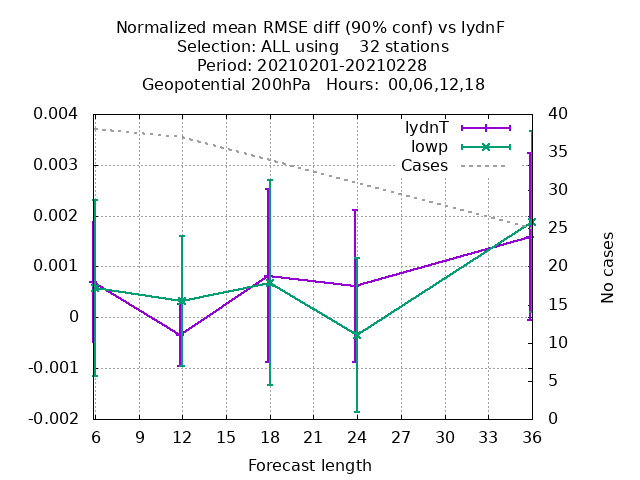 Normalized mean RMSE diff (90% conf) vs lydnF
Selection: ALL using    32 stations
Period: 20210201-20210228
Geopotential 200hPa   Hours: 00,06,12,18
lydnT
lowp
Cases
0.004
0.003
0.002
0.001
0
-0.001
-0.002
40
35
30
25
20
15
10
5
0
No cases
6 9 12 15 18 21 24 27 30 33 36
Forecast length